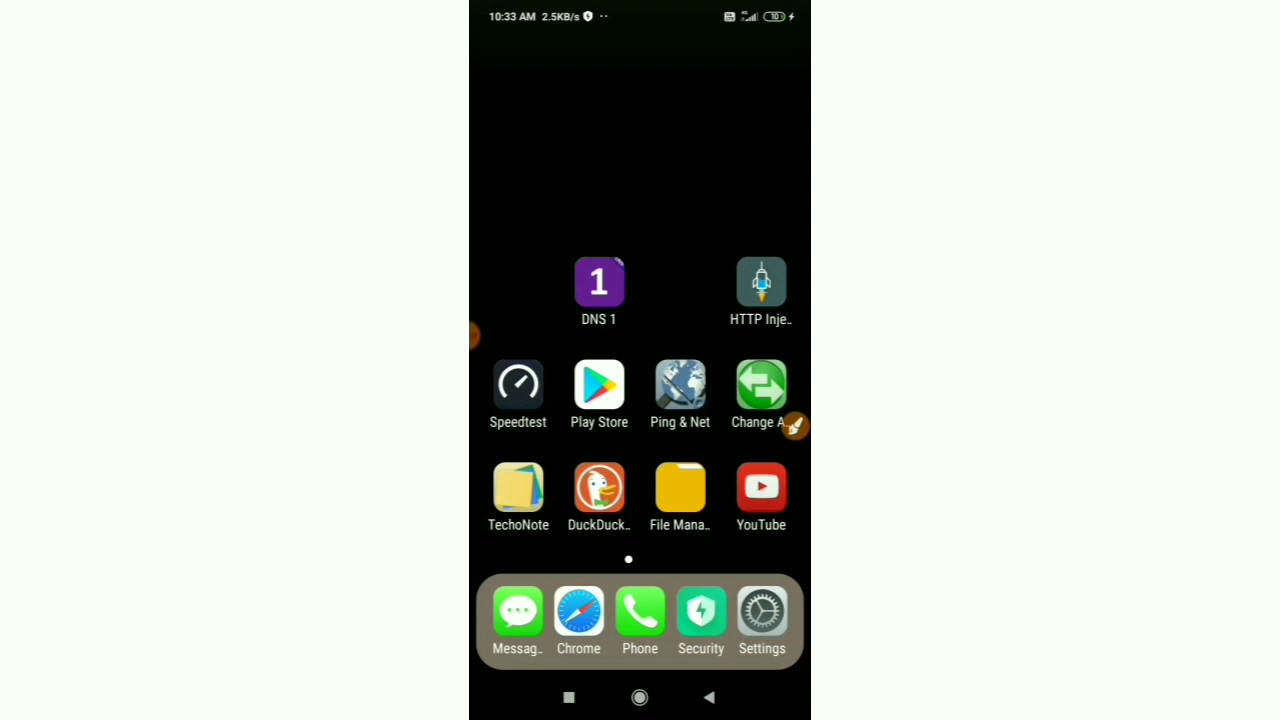 10:33 AM 2.5KB/s
10
1
DNS 1
HTTP Inje..
Speedtest
Play Store
Ping & Net
Change A
TechoNote
DuckDuck..
File Mana..
YouTube
Messag..
Chrome
Phone
Security
Settings